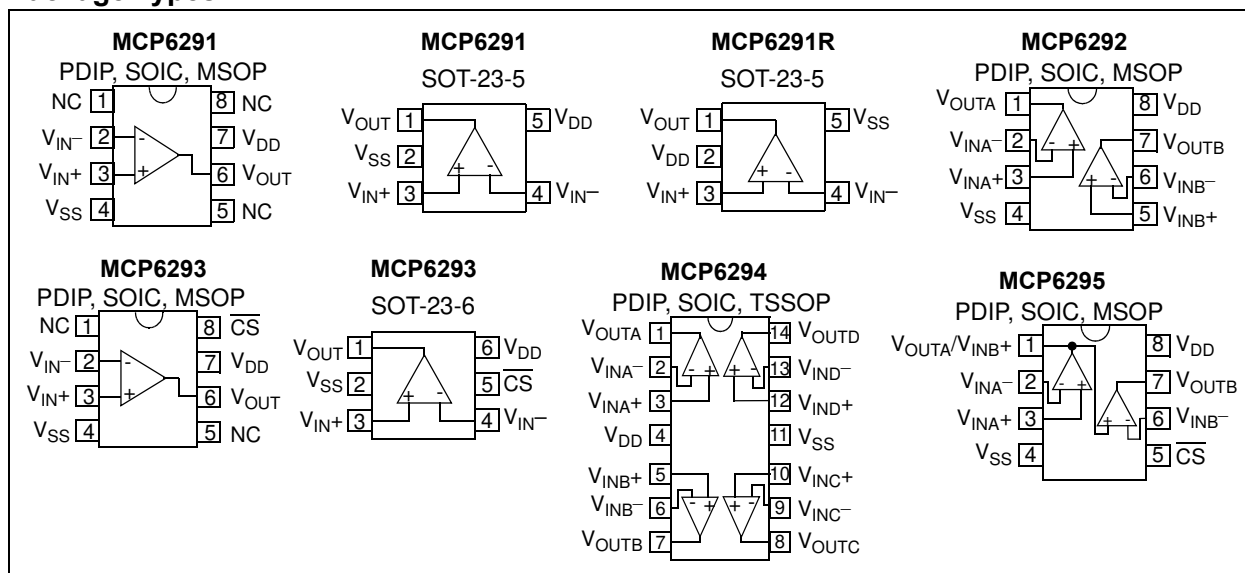 MCP6291
PDIP, SOIC, MSOP
NC 1
8 NC
VIN– 2
7 VDD
VIN+ 3
6 VOUT
VSS 4
5 NC
-
+
MCP6291
SOT-23-5
VOUT 1
5 VDD
VSS 2
VIN+ 3
4 VIN–
+ -
MCP6291R
SOT-23-5
VOUT 1
5 VSS
VDD 2
VIN+ 3
4 VIN–
+ -
MCP6292
PDIP, SOIC, MSOP
VOUTA 1
8 VDD
VINA– 2
7 VOUTB
VINA+ 3
6 VINB–
VSS 4
5 VINB+
- +
+ -
MCP6293
PDIP, SOIC, MSOP
NC 1
8 CS
VIN– 2
7 VDD
VIN+ 3
6 VOUT
VSS 4
5 NC
-
+
MCP6293
SOT-23-6
VOUT 1
6 VDD
VSS 2
5 CS
VIN+ 3
4 VIN–
+ -
MCP6294
PDIP, SOIC, TSSOP
VOUTA 1
14 VOUTD
VINA– 2
13 VIND–
VINA+ 3
12 VIND+
VDD 4
11 VSS
VINB+ 5
10 VINC+
VINB– 6
9 VINC–
VOUTB 7
8 VOUTC
- + + -
- + + -
MCP6295
PDIP, SOIC, MSOP
VOUTA/VINB+ 1
8 VDD
VINA– 2
7 VOUTB
VINA+ 3
6 VINB–
VSS 4
5 CS
- +
+ -